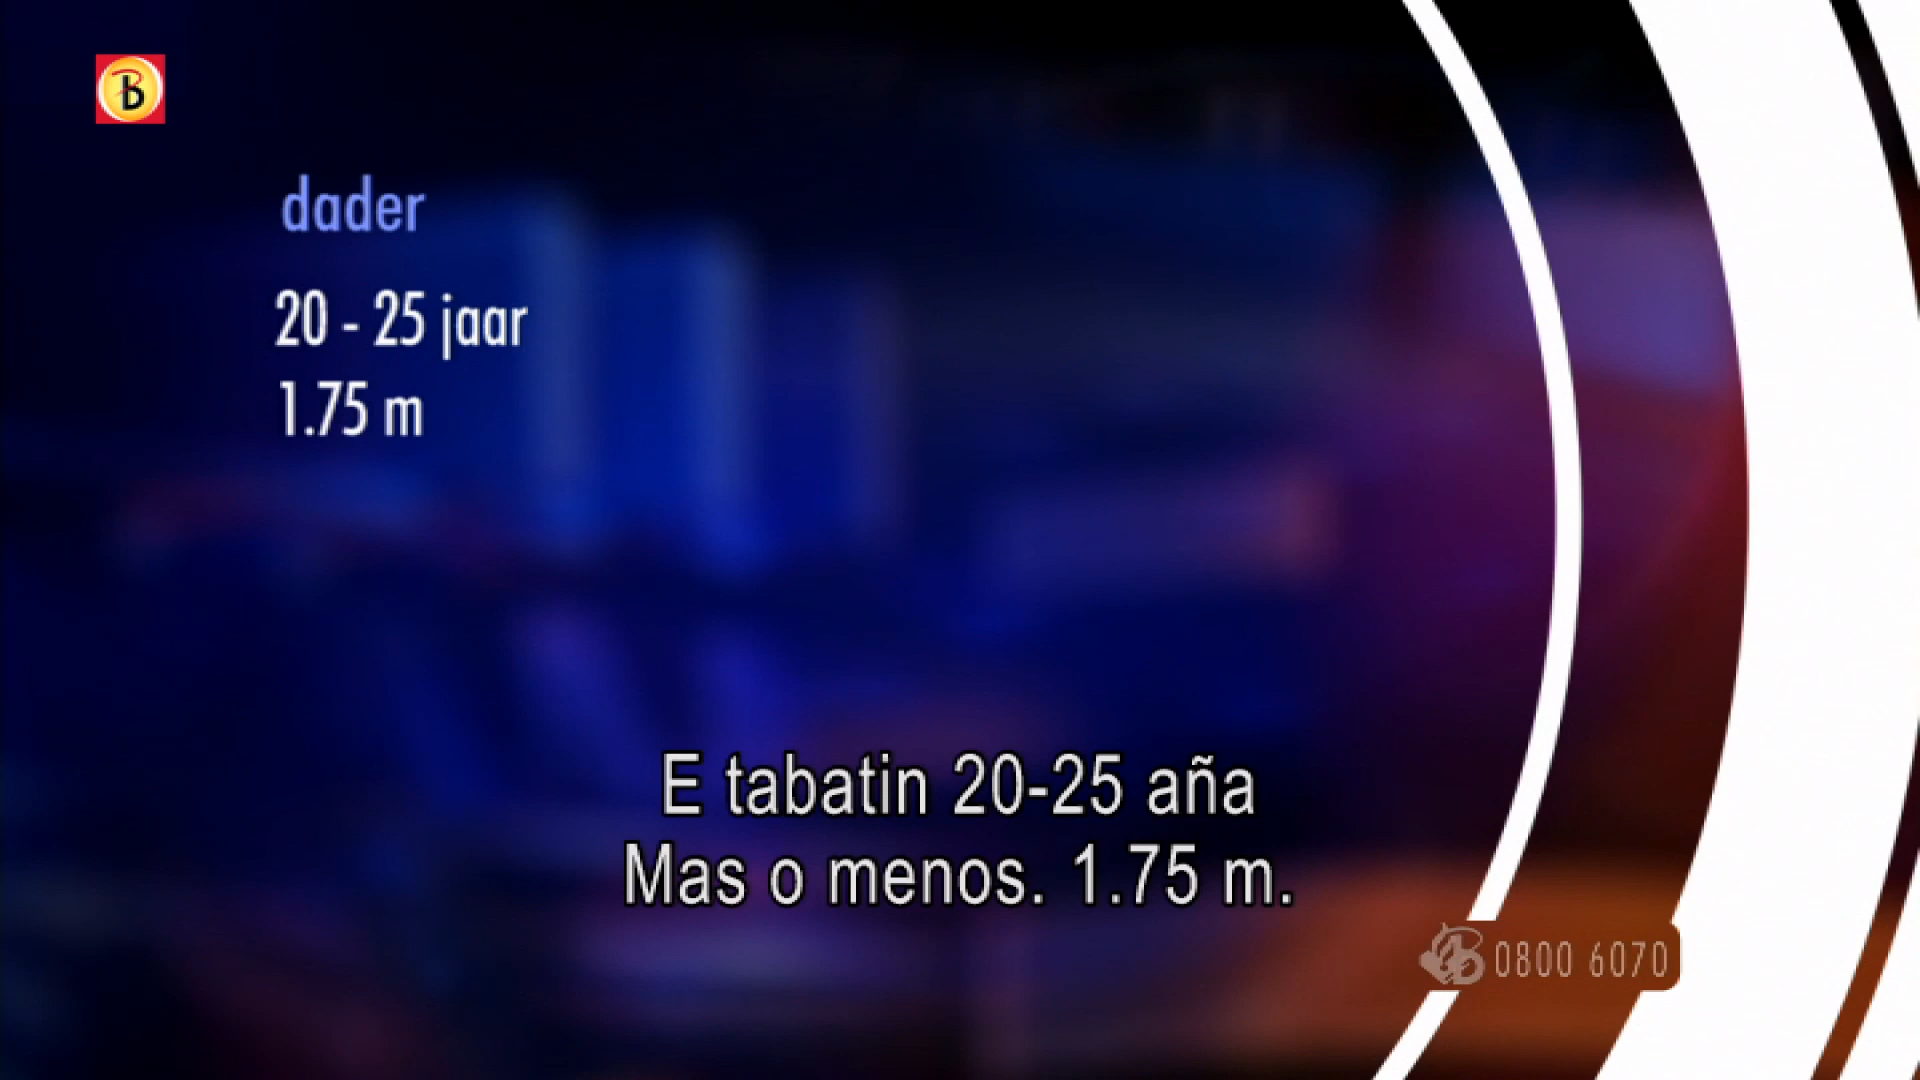 B
dader
20 - 25 jaar
1.75 m
E tabatin 20-25 aña
Mas o menos. 1.75 m.
0800 6070